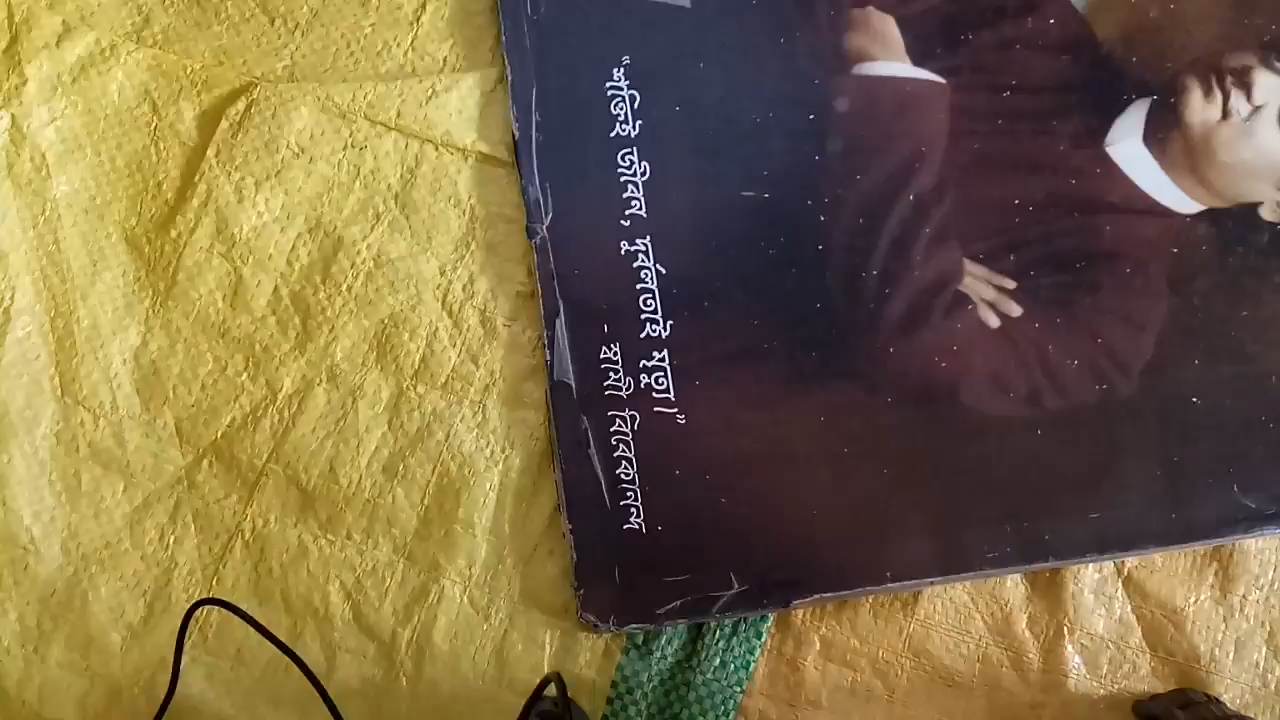 "শক্তিই জীবন, দুর্বলতাই মৃত্যু।"
- স্বামী বিবেকানন্দ